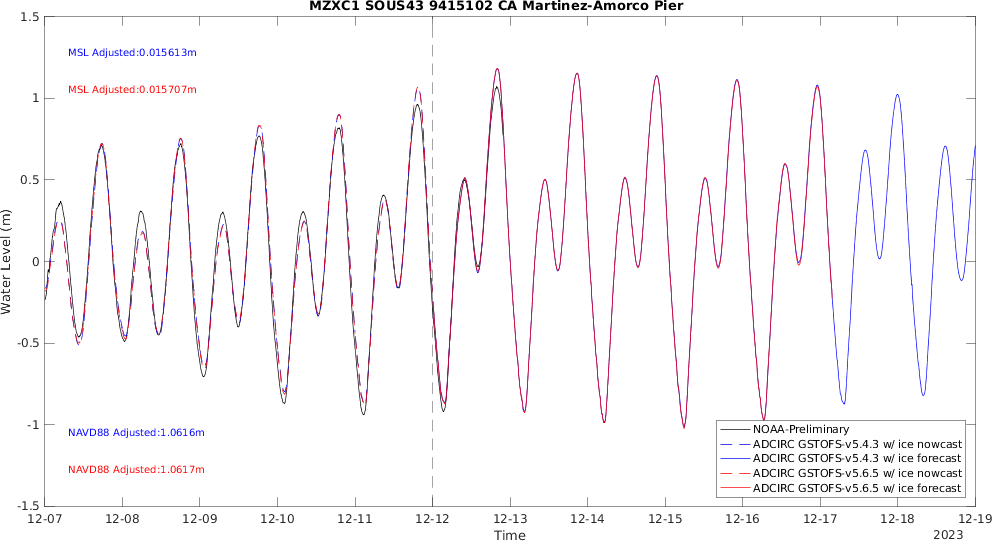 MZXC1 SOUS43 9415102 CA Martinez-Amorco Pier
1.5
1
0.5
0
-0.5
-1
-1.5
Water Level (m)
MSL Adjusted:0.015613m
MSL Adjusted:0.015707m
NAVD88 Adjusted:1.0616m
NAVD88 Adjusted:1.0617m
NOAA-Preliminary
ADCIRC GSTOFS-v5.4.3 w/ ice nowcast
ADCIRC GSTOFS-v5.4.3 w/ ice forecast
ADCIRC GSTOFS-v5.6.5 w/ ice nowcast
ADCIRC GSTOFS-v5.6.5 w/ ice forecast
12-07 12-08 12-09 12-10 12-11 12-12 12-13 12-14 12-15 12-16 12-17 12-18 12-19
Time
2023